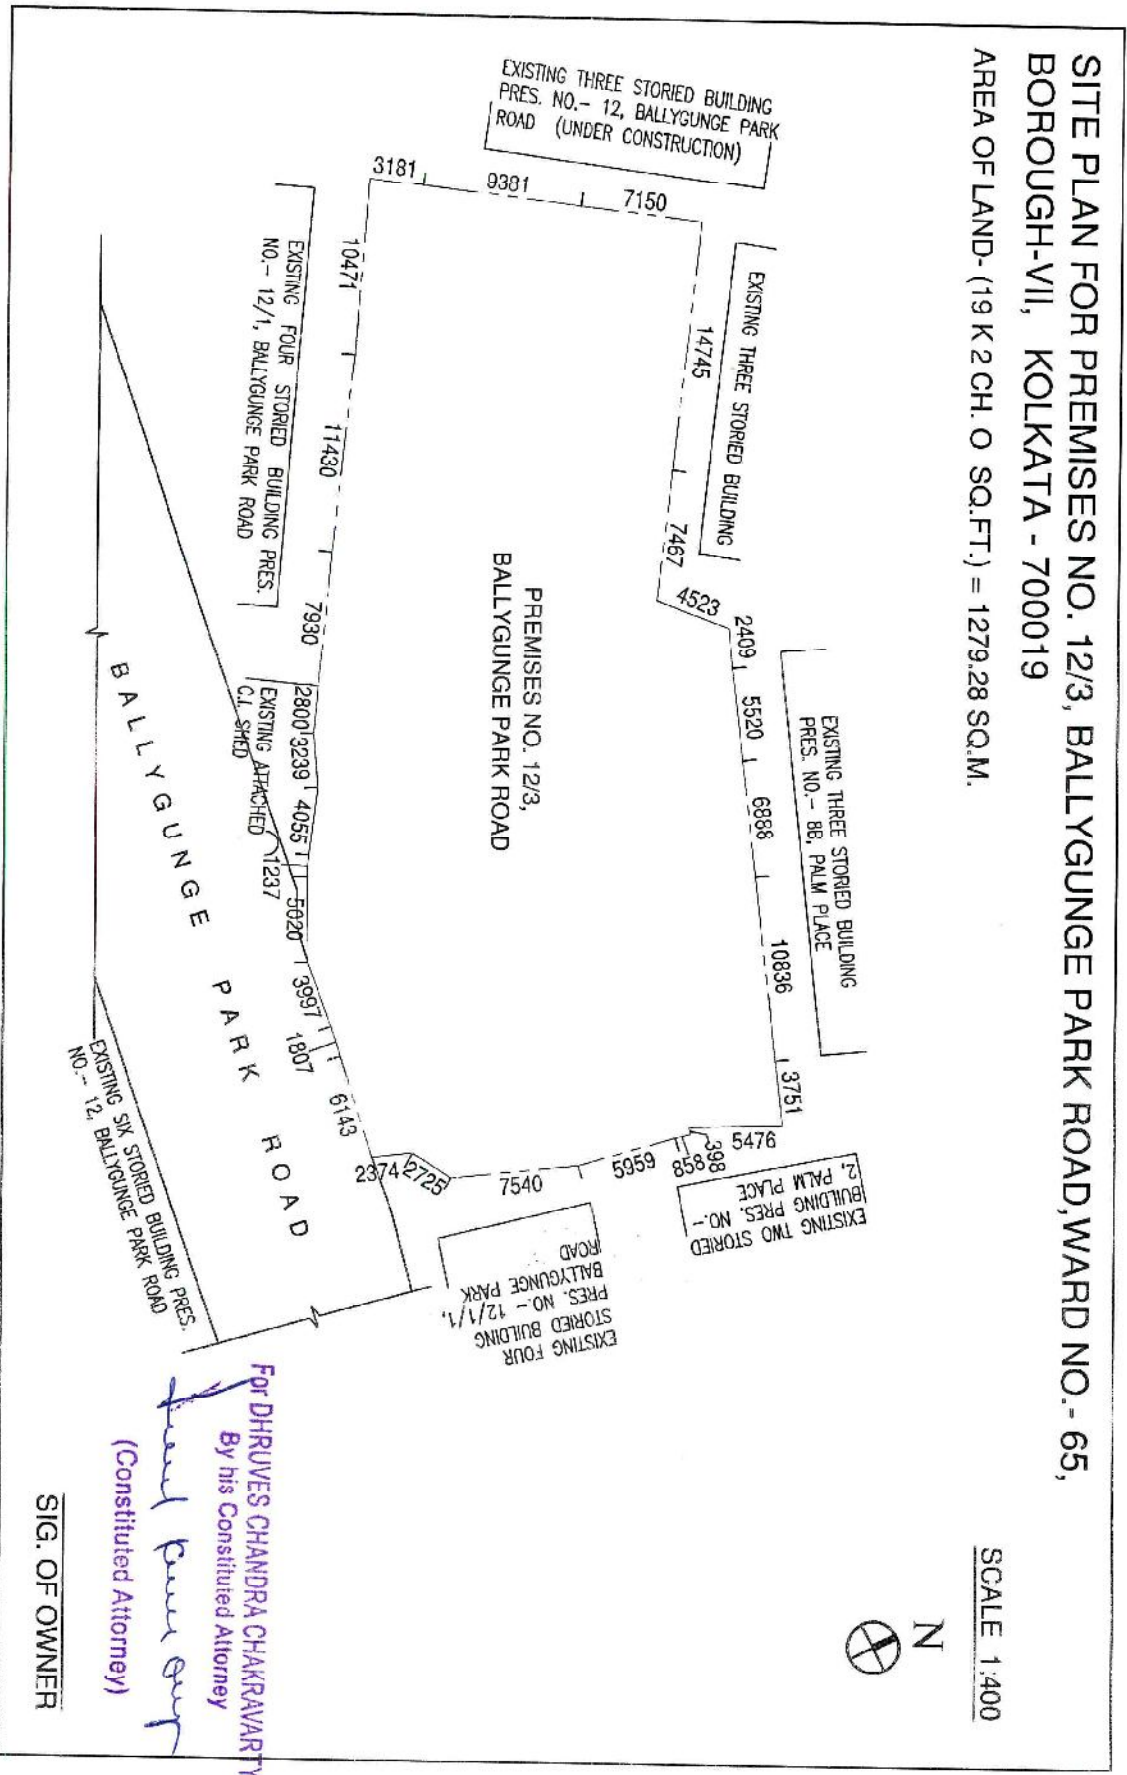 SITE PLAN FOR PREMISES NO. 12/3, BALLYGUNGE PARK ROAD, WARD NO.- 65,
BOROUGH-VII, KOLKATA - 700019
AREA OF LAND- (19 K 2 CH. O SQ.FT.) = 1279.28 SQ.M.
SCALE 1:400
N
EXISTING THREE STORIED BUILDING
PRES. NO.- 12, BALLYGUNGE PARK
ROAD (UNDER CONSTRUCTION)
3181
9381
7150
EXISTING THREE STORIED BUILDING
14745
7467
4523
2409
5520
6888
10836
3751
EXISTING THREE STORIED BUILDING
PRES. NO.- 8B, PALM PLACE
5476
398
858
5959
7540
2725
2374
EXISTING TWO STORIED
BUILDING PRES. NO.-
2, PALM PLACE
EXISTING FOUR
STORIED BUILDING
PRES. NO- 12/1/1,
BALLYGUNGE PARK
ROAD
PREMISES NO. 12/3,
BALLYGUNGE PARK ROAD
10471
11430
7930
2800
3239
4055
1237
5020
3997
1807
6143
EXISTING FOUR STORIED BUILDING PRES.
NO.- 12/1, BALLYGUNGE PARK ROAD
EXISTING ATTACHED
C.I. SHED
BALLYGUNGE PARK ROAD
EXISTING SIX STORIED BUILDING PRES.
NO.- 12, BALLYGUNGE PARK ROAD
For DHRUVES CHANDRA CHAKRAVARTY
By his Constituted Attorney
(Constituted Attorney)
SIG. OF OWNER